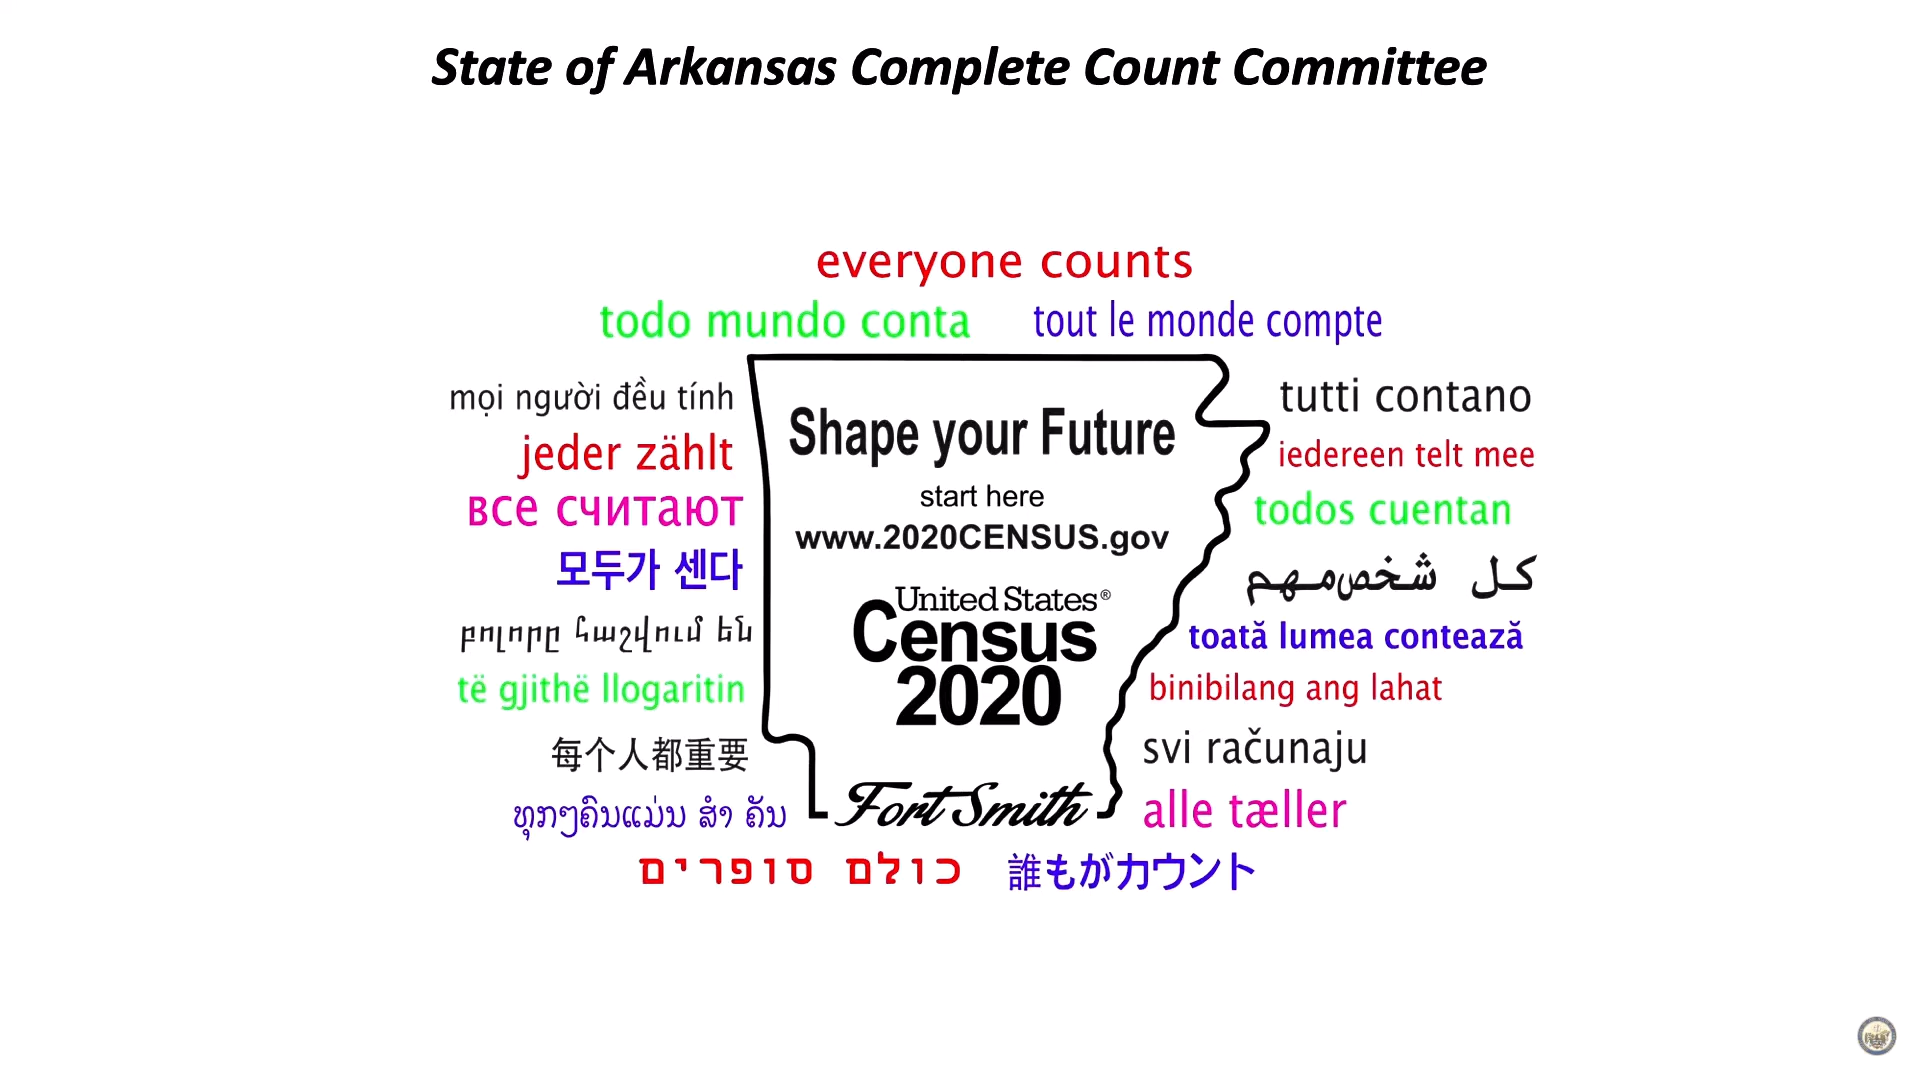 State of Arkansas Complete Count Committee
everyone counts
todo mundo conta
tout le monde compte
mọi người đều tính
jeder zählt
все считают
모두가 센다
բոլորը հաշվում են
të gjithë llogaritin
每个人都重要
ທຸກໆຄົນແມ່ນ ສໍາ ຄັນ
Shape your Future
start here
www.2020CENSUS.gov
United States®
Census
2020
Fort Smith
tutti contano
iedereen telt mee
todos cuentan
كل شخص مهم
toată lumea contează
binibilang ang lahat
svi računaju
alle tæller
כולם סופרים
誰もがカウント